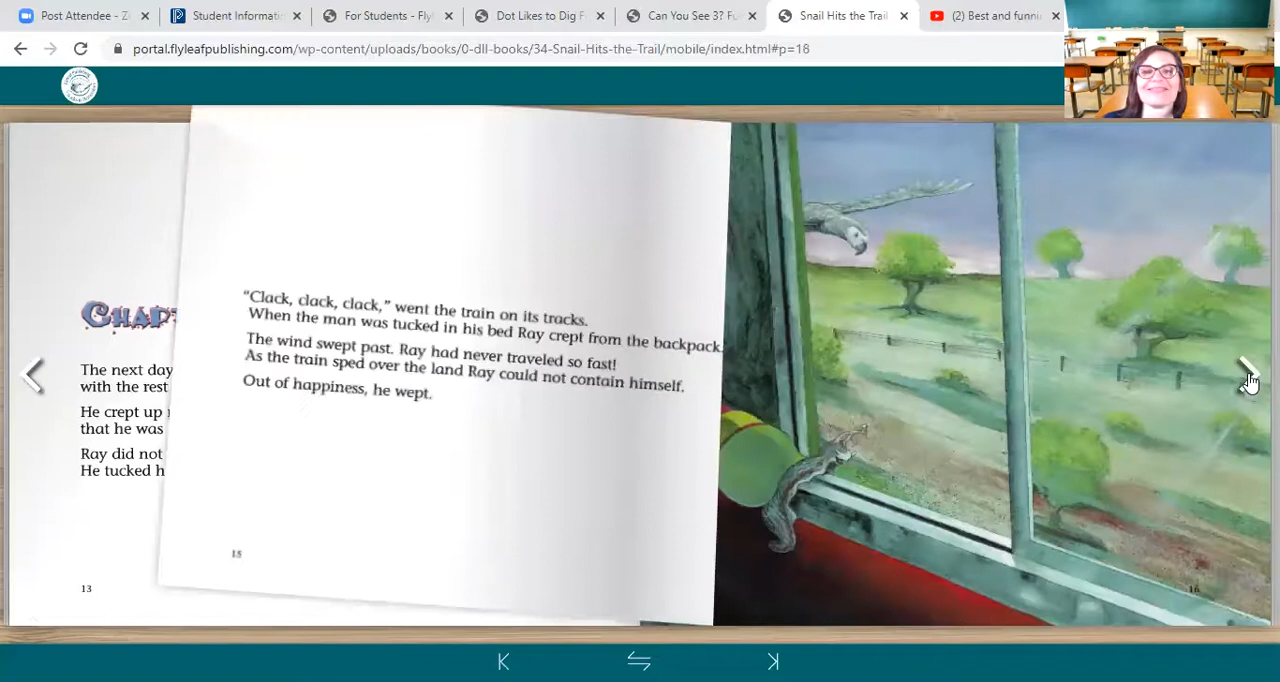 Post Attendee - Z
Student Informati
For Students - Fly
Dot Likes to Dig F
Can You See 3? Fu
Snail Hits the Trail
(2) Best and funni
portal.flyleafpublishing.com/wp-content/uploads/books/0-dll-books/34-Snail-Hits-the-Trail/mobile/index.html#p=18
CHAP
The next day
with the rest
He crept up
that he was
Ray did not
He tucked h
13
"Clack, clack, clack," went the train on its tracks.
When the man was tucked in his bed Ray crept from the backpack.
The wind swept past. Ray had never traveled so fast!
As the train sped over the land Ray could not contain himself.
Out of happiness, he wept.
15
16